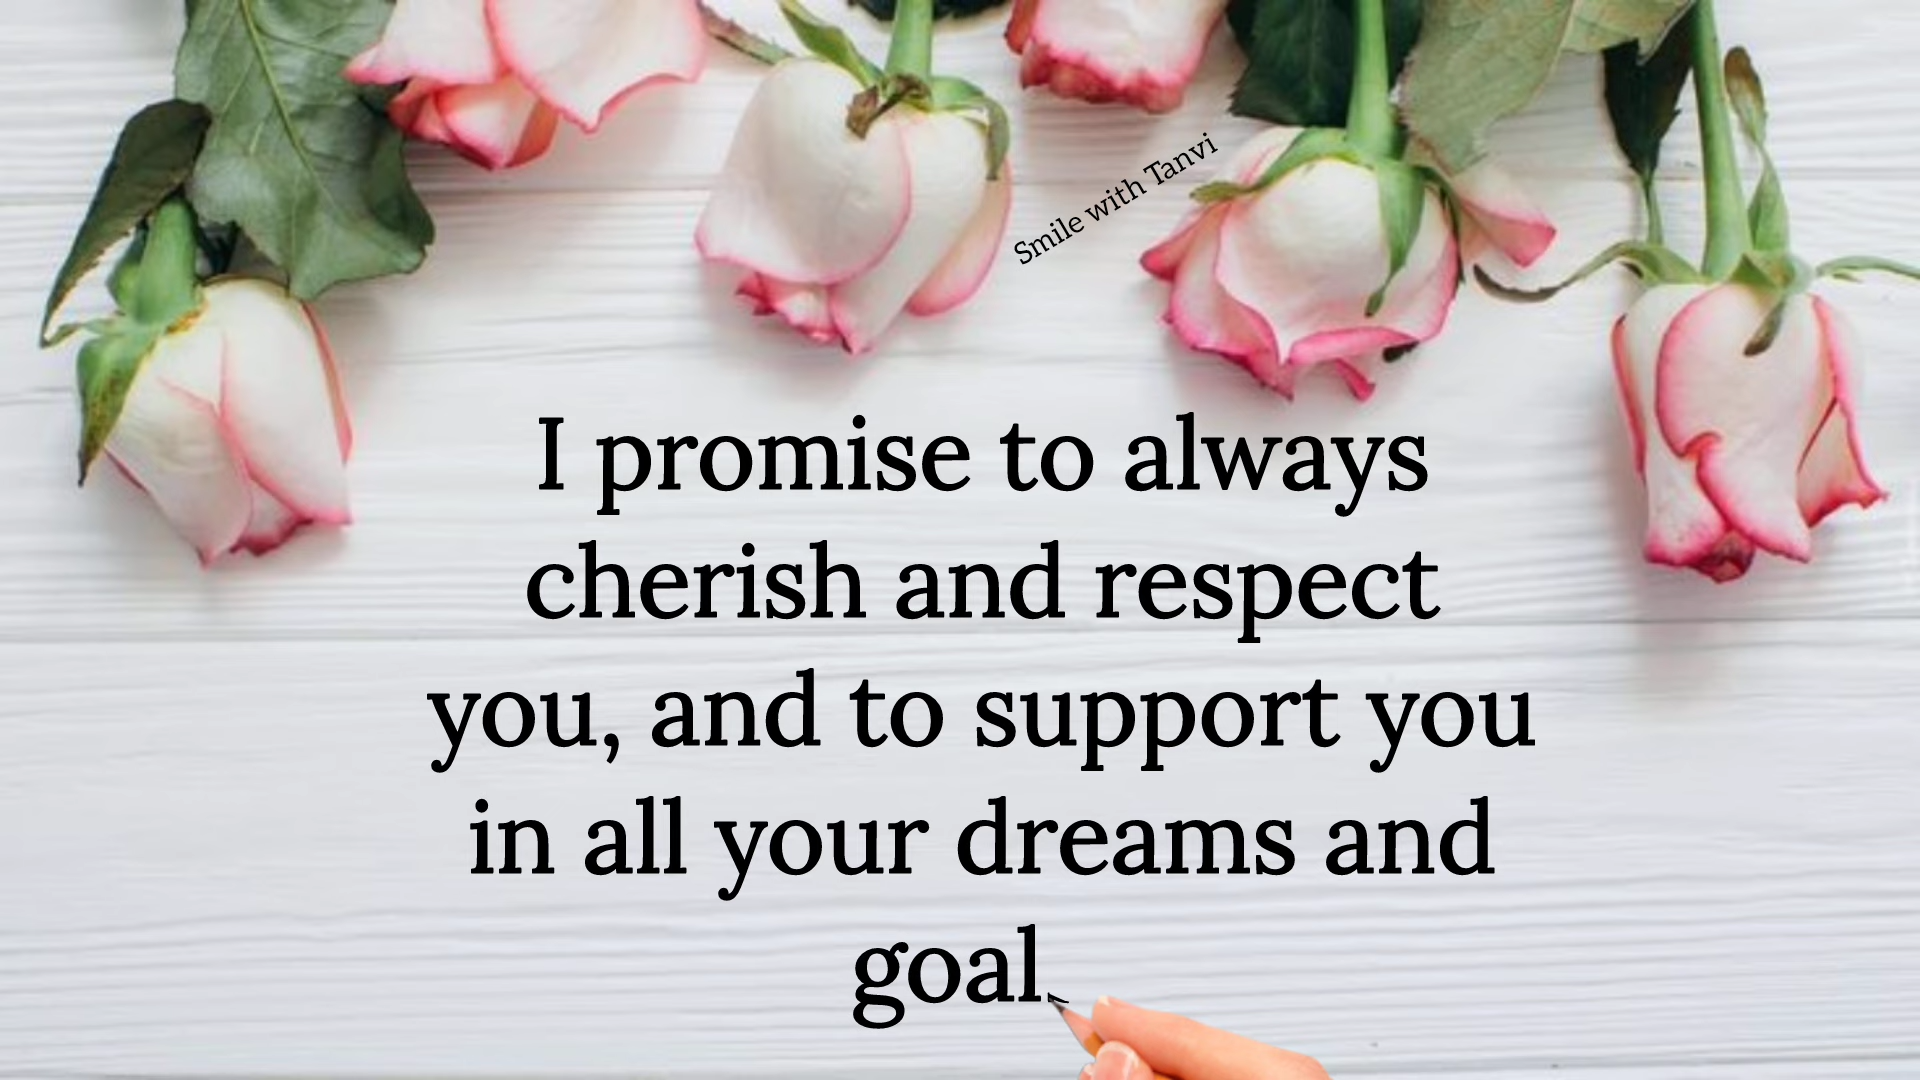 Smile with Tanvi
I promise to always
cherish and respect
you, and to support you
in all your dreams and
goal